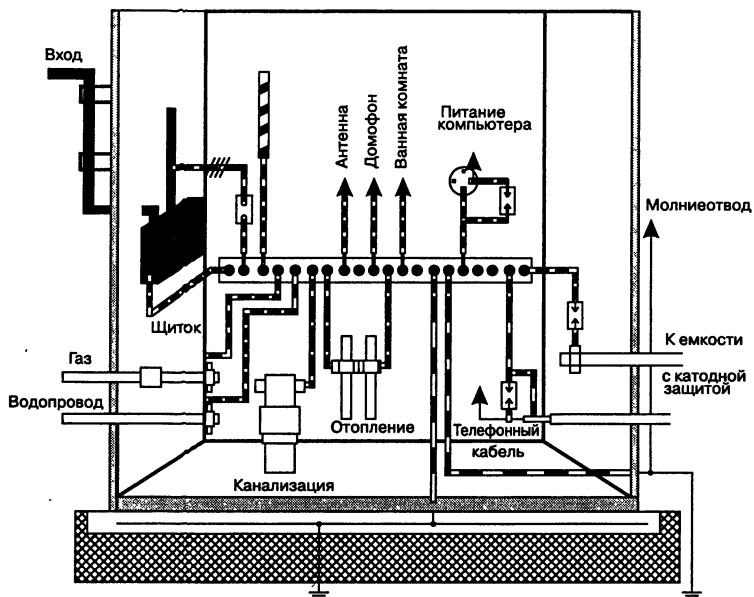 Вход
Антенна
Домофон
Ванная комната
Питание
компьютера
Молниеотвод
Щиток
Газ
Водопровод
К емкости
с катодной
защитой
Отопление
Телефонный
кабель
Канализация